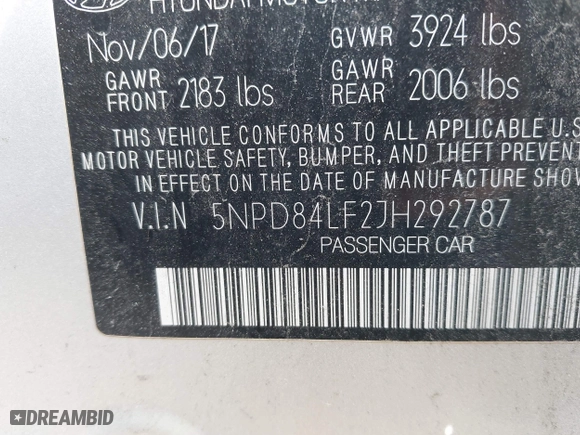 HYUNDAI MOTOR
Nov/06/17 GVWR 3924 lbs
GAWR FRONT 2183 lbs GAWR REAR 2006 lbs
THIS VEHICLE CONFORMS TO ALL APPLICABLE U.S
MOTOR VEHICLE SAFETY, BUMPER, AND THEFT PREVENT
IN EFFECT ON THE DATE OF MANUFACTURE SHOW
V.I.N 5NPD84LF2JH292787
PASSENGER CAR
DREAMBID